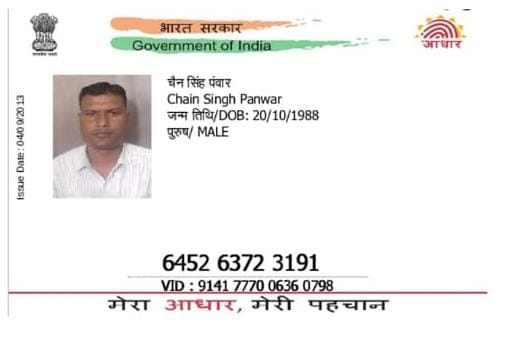 भारत सरकार
Government of India
आधार
Issue Date: 04/09/2013
चैन सिंह पंवार
Chain Singh Panwar
जन्म तिथि/DOB: 20/10/1988
पुरुष/ MALE
6452 6372 3191
VID : 9141 7770 0636 0798
मेरा आधार, मेरी पहचान